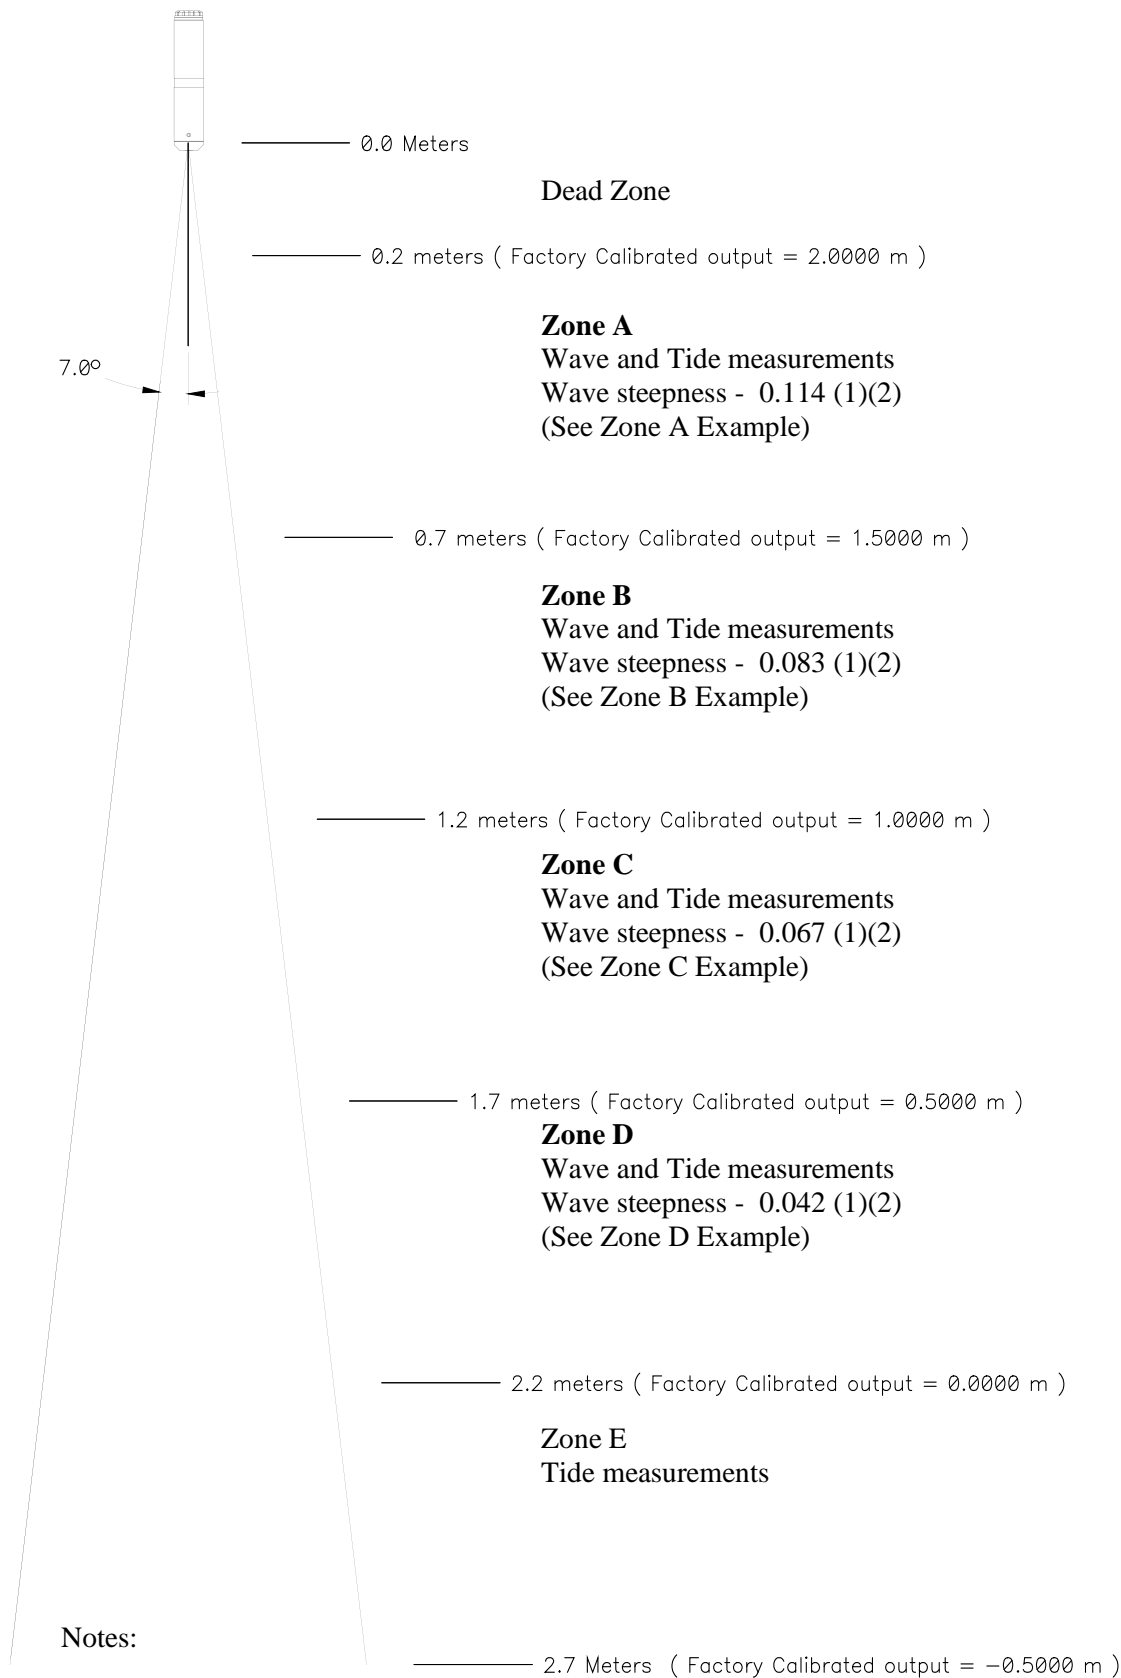 0.0 Meters
Dead Zone
0.2 meters ( Factory Calibrated output = 2.0000 m )
Zone A
Wave and Tide measurements
Wave steepness - 0.114 (1)(2)
(See Zone A Example)
7.0º
0.7 meters ( Factory Calibrated output = 1.5000 m )
Zone B
Wave and Tide measurements
Wave steepness - 0.083 (1)(2)
(See Zone B Example)
1.2 meters ( Factory Calibrated output = 1.0000 m )
Zone C
Wave and Tide measurements
Wave steepness - 0.067 (1)(2)
(See Zone C Example)
1.7 meters ( Factory Calibrated output = 0.5000 m )
Zone D
Wave and Tide measurements
Wave steepness - 0.042 (1)(2)
(See Zone D Example)
2.2 meters ( Factory Calibrated output = 0.0000 m )
Zone E
Tide measurements
Notes:
2.7 Meters ( Factory Calibrated output = −0.5000 m )